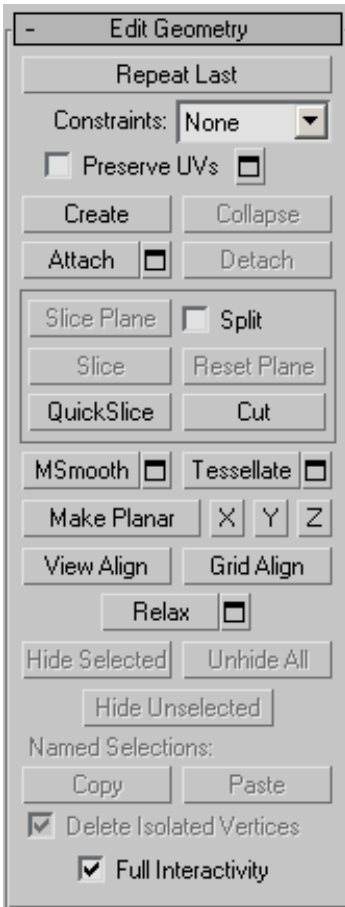 - Edit Geometry
Repeat Last
Constraints: None
Preserve UVs
Create Collapse
Attach Detach
Slice Plane Split
Slice Reset Plane
QuickSlice Cut
MSmooth Tessellate
Make Planar X Y Z
View Align Grid Align
Relax
Hide Selected Unhide All
Hide Unselected
Named Selections:
Copy Paste
Delete Isolated Vertices
Full Interactivity